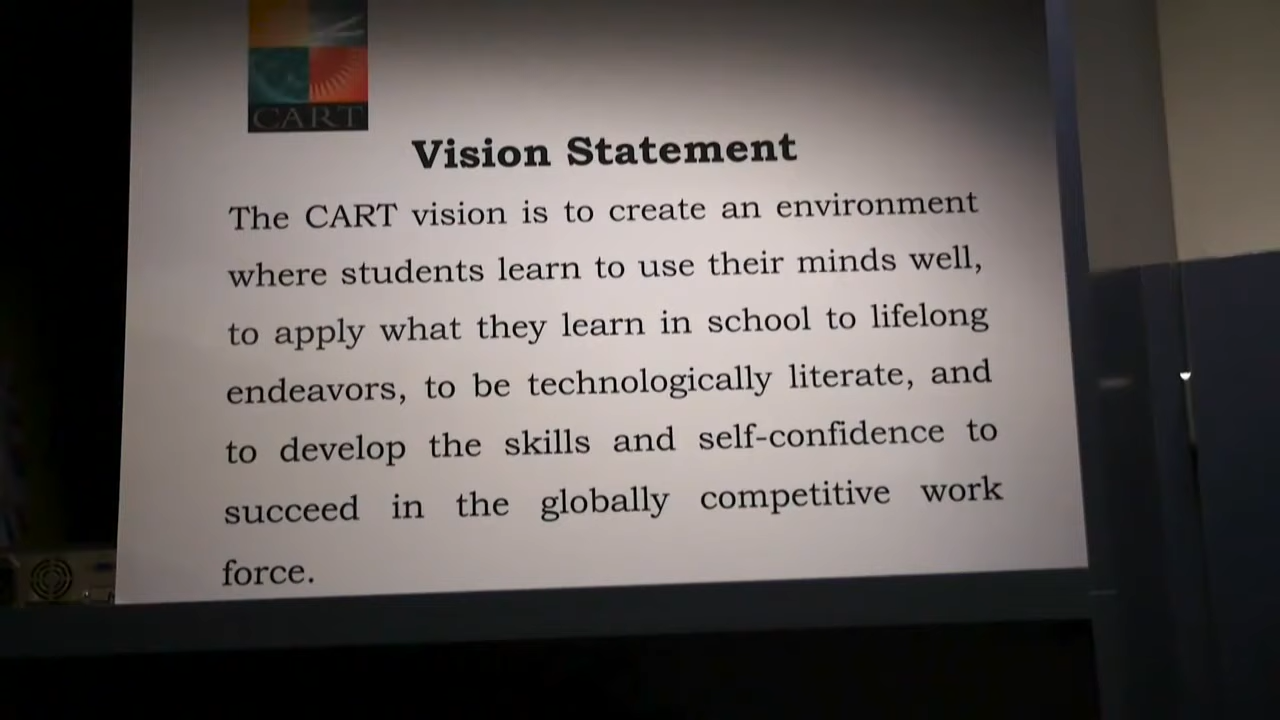 CART
Vision Statement
The CART vision is to create an environment
where students learn to use their minds well,
to apply what they learn in school to lifelong
endeavors, to be technologically literate, and
to develop the skills and self-confidence to
succeed in the globally competitive work
force.